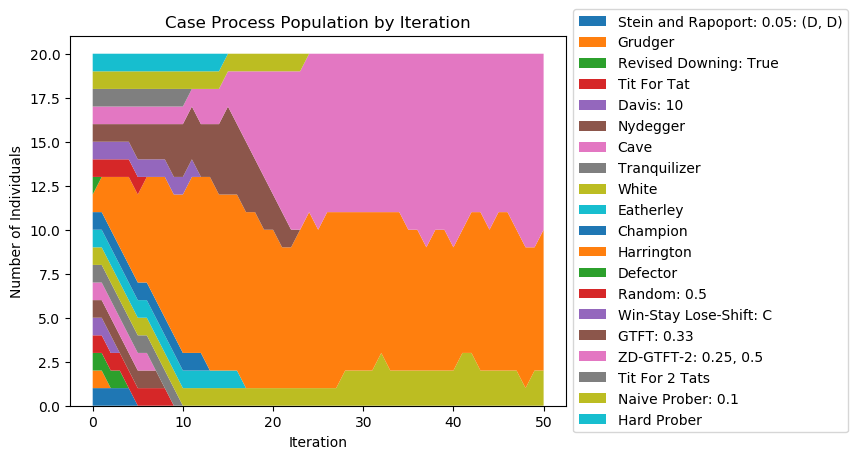 Case Process Population by Iteration
Number of Individuals
20.0
17.5
15.0
12.5
10.0
7.5
5.0
2.5
0.0
0
10
20
30
40
50
Iteration
Stein and Rapoport: 0.05: (D, D)
Grudger
Revised Downing: True
Tit For Tat
Davis: 10
Nydegger
Cave
Tranquilizer
White
Eatherley
Champion
Harrington
Defector
Random: 0.5
Win-Stay Lose-Shift: C
GTFT: 0.33
ZD-GTFT-2: 0.25, 0.5
Tit For 2 Tats
Naive Prober: 0.1
Hard Prober